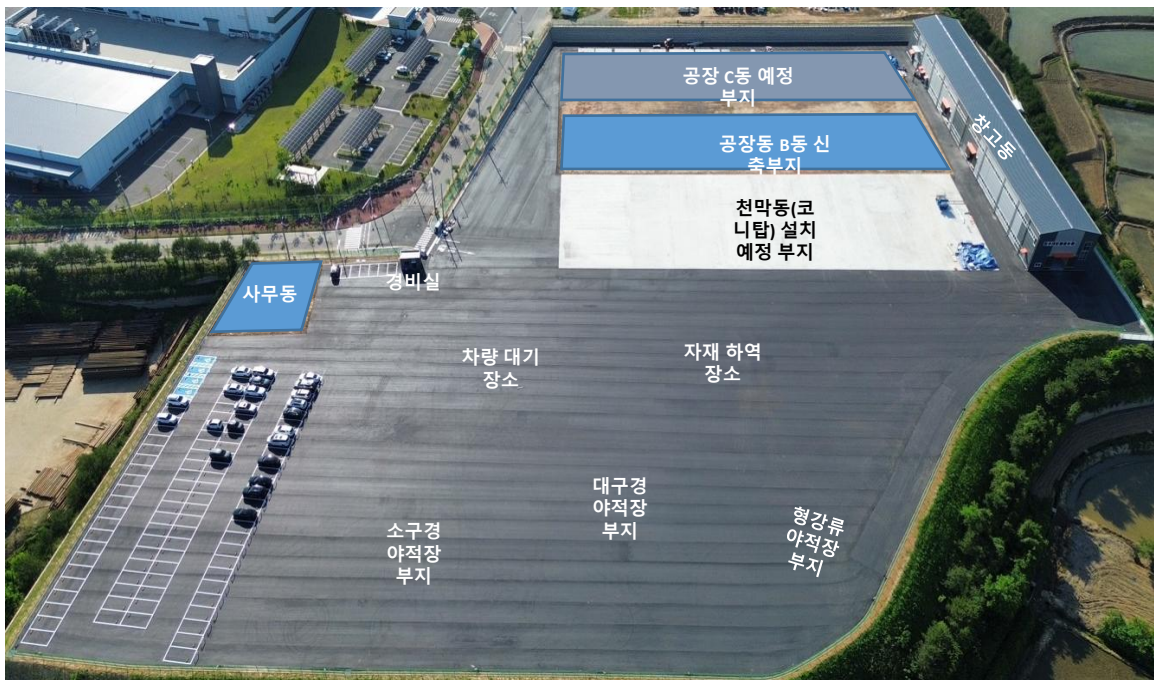 공장 C동 예정
부지
공장동 B동 신
축부지
창고동
천막동(코
니탑) 설치
예정 부지
사무동
경비실
차량 대기
장소
자재 하역
장소
대구경
야적장
부지
소구경
야적장
부지
형강류
야적장
부지